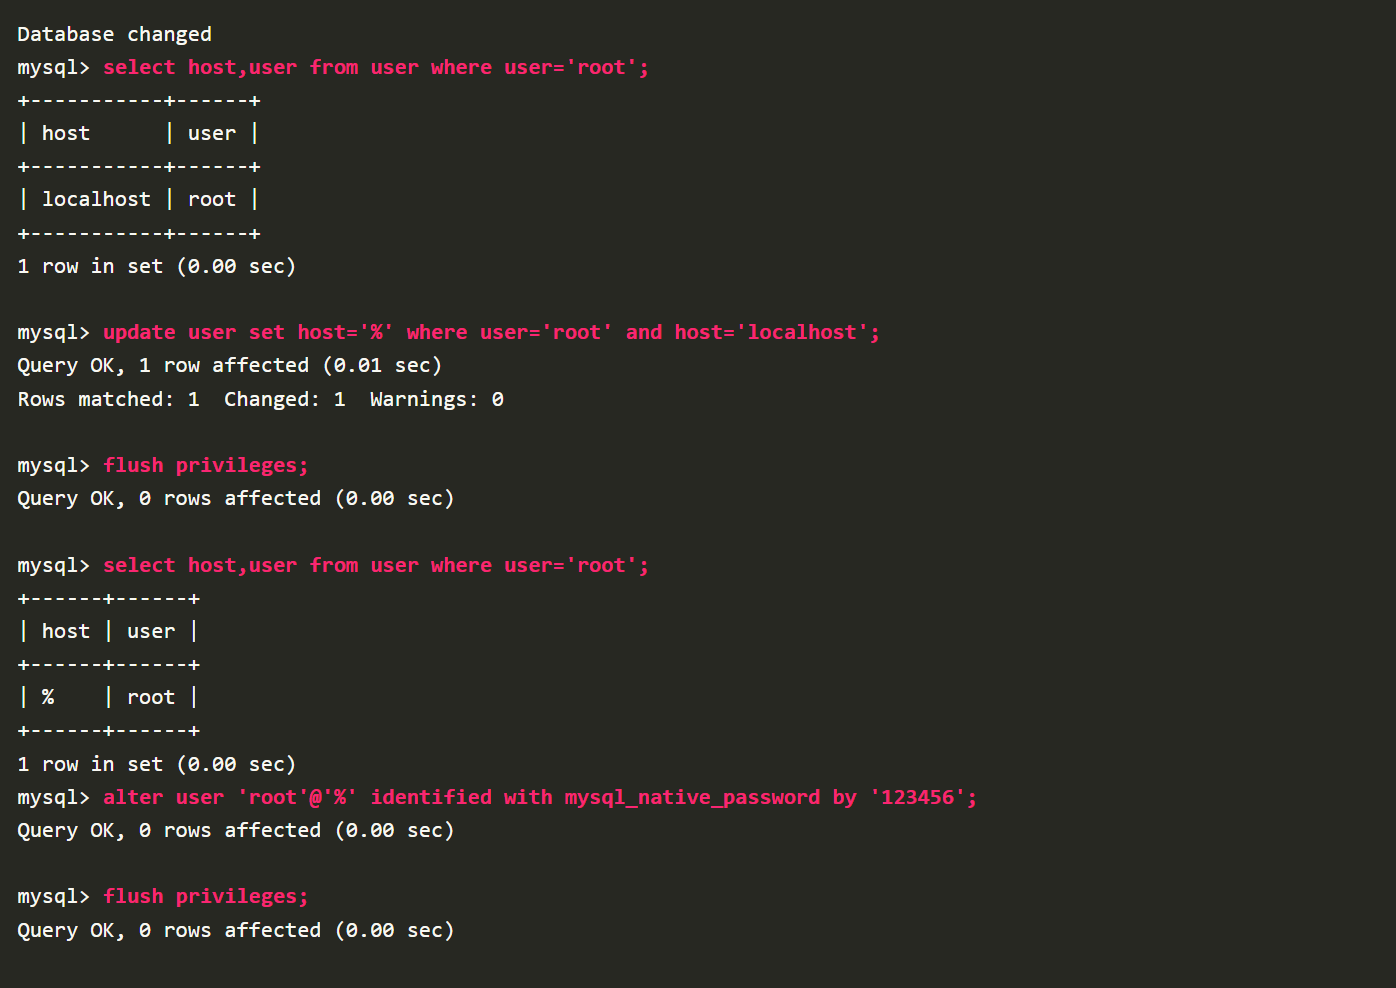 Database changed
mysql> select host,user from user where user='root';
+-----------+------+
| host      | user |
+-----------+------+
| localhost | root |
+-----------+------+
1 row in set (0.00 sec)

mysql> update user set host='%' where user='root' and host='localhost';
Query OK, 1 row affected (0.01 sec)
Rows matched: 1  Changed: 1  Warnings: 0

mysql> flush privileges;
Query OK, 0 rows affected (0.00 sec)

mysql> select host,user from user where user='root';
+------+------+
| host | user |
+------+------+
| %    | root |
+------+------+
1 row in set (0.00 sec)
mysql> alter user 'root'@'%' identified with mysql_native_password by '123456';
Query OK, 0 rows affected (0.00 sec)

mysql> flush privileges;
Query OK, 0 rows affected (0.00 sec)